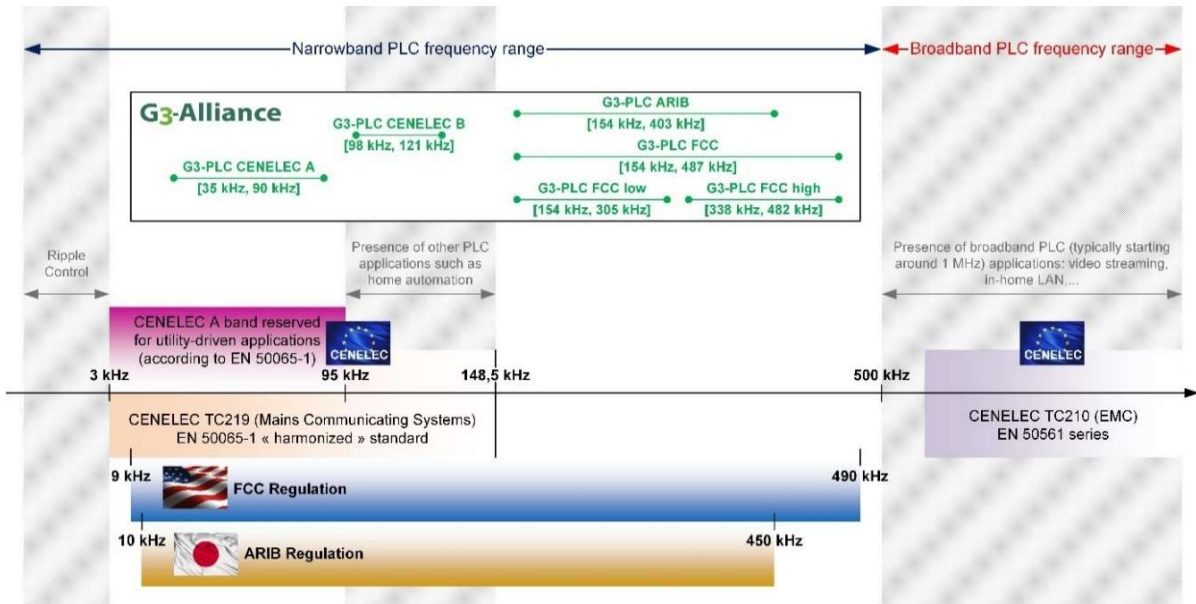 Narrowband PLC frequency range
Broadband PLC frequency range
G3-Alliance
G3-PLC ARIB
[154 kHz, 403 kHz]
G3-PLC CENELEC B
[98 kHz, 121 kHz]
G3-PLC FCC
[154 kHz, 487 kHz]
G3-PLC CENELEC A
[35 kHz, 90 kHz]
G3-PLC FCC low
[154 kHz, 305 kHz]
G3-PLC FCC high
[338 kHz, 482 kHz]
Ripple
Control
Presence of other PLC
applications such as
home automation
Presence of broadband PLC (typically starting
around 1 MHz) applications: video streaming,
in-home LAN,...
CENELEC A band reserved
for utility-driven applications
(according to EN 50065-1)
CENELEC
CENELEC
3 kHz
95 kHz
148,5 kHz
500 kHz
CENELEC TC219 (Mains Communicating Systems)
EN 50065-1 « harmonized » standard
CENELEC TC210 (EMC)
EN 50561 series
9 kHz
FCC Regulation
490 kHz
10 kHz
ARIB Regulation
450 kHz